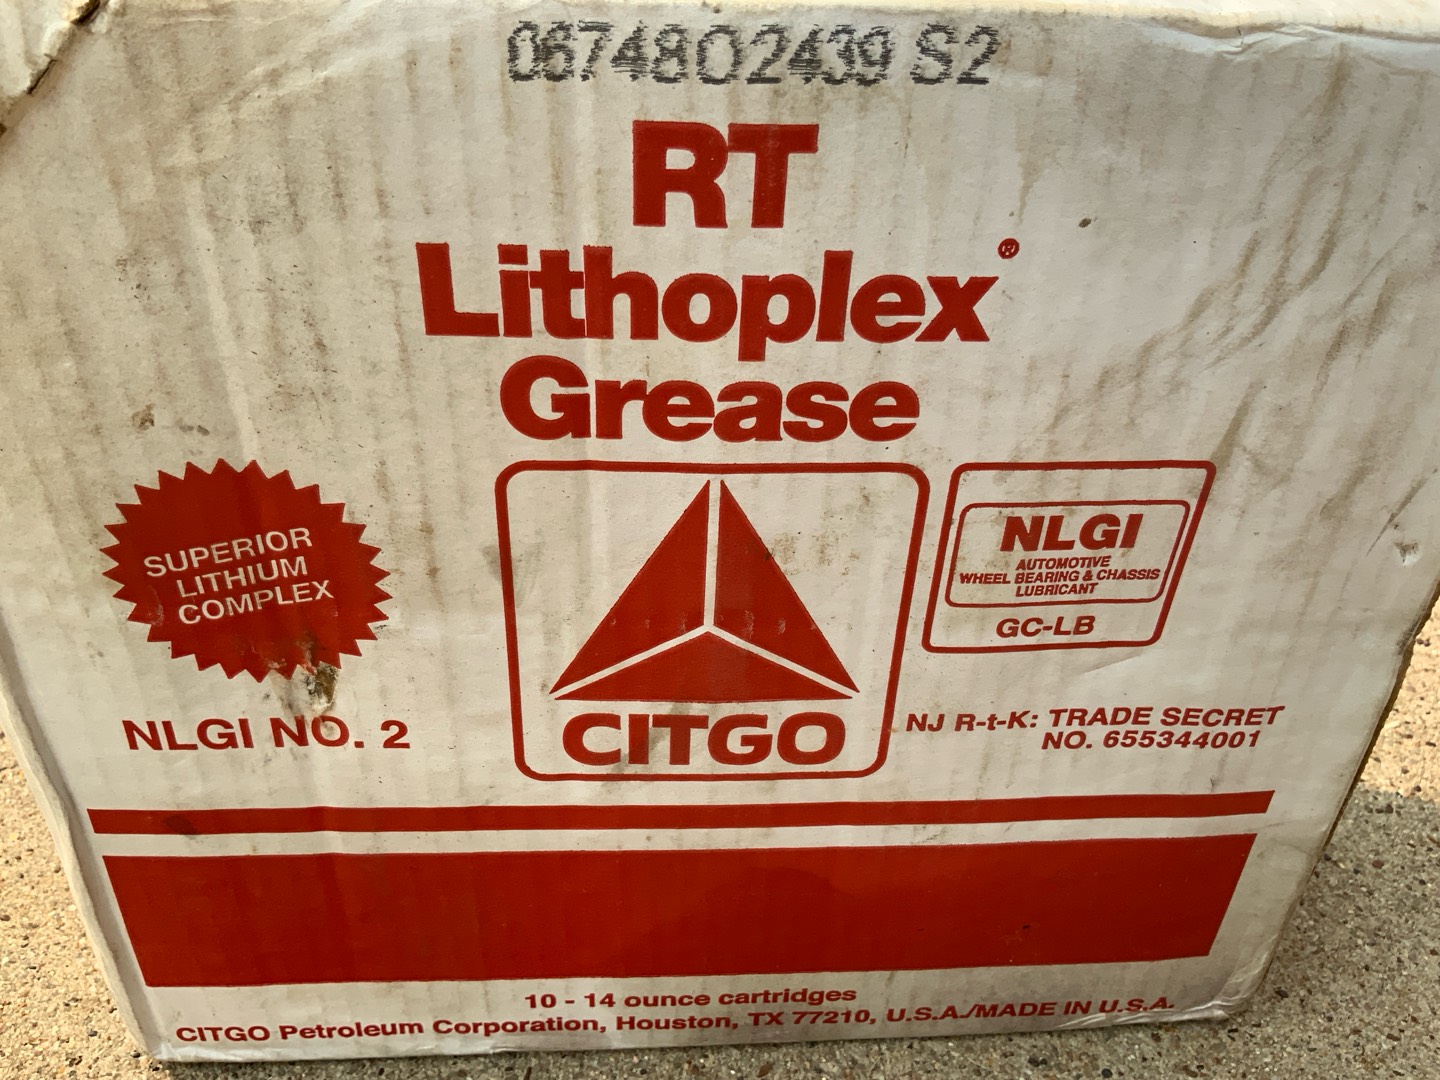 0674802439 S2
RT
Lithoplex®
Grease
SUPERIOR
LITHIUM
COMPLEX
NLGI NO. 2
CITGO
NLGI
AUTOMOTIVE
WHEEL BEARING & CHASSIS
LUBRICANT
GC-LB
NJ R-t-K: TRADE SECRET
NO. 655344001
10 - 14 ounce cartridges
CITGO Petroleum Corporation, Houston, TX 77210, U.S.A./MADE IN U.S.A.